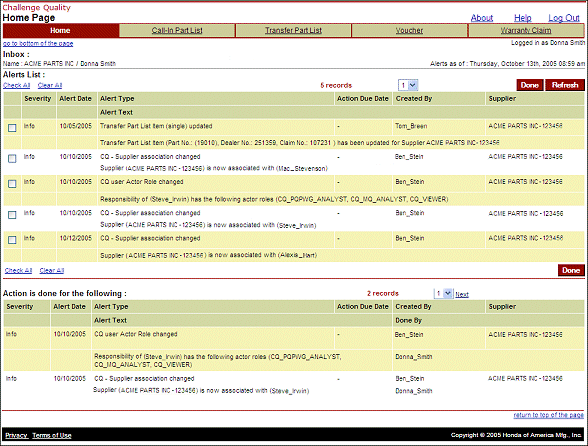 Challenge Quality
Home Page
About Help Log Out
Home Call-In Part List Transfer Part List Voucher Warranty Claim
go to bottom of the page Logged in as Donna Smith
Inbox :
Name : ACME PARTS INC / Donna Smith Alerts as of : Thursday, October 13th, 2005 08:59 am
Alerts List :
Check All Clear All 5 records 1 Done Refresh
Severity Alert Date Alert Type Action Due Date Created By Supplier
Alert Text
Info 10/05/2005 Transfer Part List Item (single) updated - Tom_Breen ACME PARTS INC -123456
Transfer Part List Item (Part No.: (19010), Dealer No.: 251359, Claim No.: 107231 ) has been updated for Supplier ACME PARTS INC -123456
Info 10/10/2005 CQ - Supplier association changed - Ben_Stein ACME PARTS INC -123456
Supplier (ACME PARTS INC - 123456) is now associated with (Mac_Stevenson)
Info 10/10/2005 CQ user Actor Role changed - Ben_Stein ACME PARTS INC -123456
Responsibility of (Steve_Irwin) has the following actor roles (CQ_PQPWG_ANALYST, CQ_MQ_ANALYST, CQ_VIEWER)
Info 10/10/2005 CQ - Supplier association changed - Ben_Stein ACME PARTS INC -123456
Supplier (ACME PARTS INC - 123456) is now associated with (Steve_Irwin)
Info 10/12/2005 CQ - Supplier association changed - Ben_Stein ACME PARTS INC -123456
Supplier (ACME PARTS INC - 123456) is now associated with (Alexis_Hart)
Check All Clear All Done
Action is done for the following : 2 records 1 Next
Severity Alert Date Alert Type Action Due Date Created By Supplier
Alert Text Done By
Info 10/10/2005 CQ user Actor Role changed - Ben_Stein ACME PARTS INC -123456
Responsibility of (Steve_Irwin) has the following actor roles (CQ_PQPWG_ANALYST, Donna_Smith
CQ_MQ_ANALYST, CQ_VIEWER)
Info 10/10/2005 CQ - Supplier association changed - Ben_Stein ACME PARTS INC -123456
Supplier (ACME PARTS INC - 123456) is now associated with (Steve_Irwin) Donna_Smith
return to top of the page
Privacy Terms of Use Copyright © 2005 Honda of America Mfg., Inc.